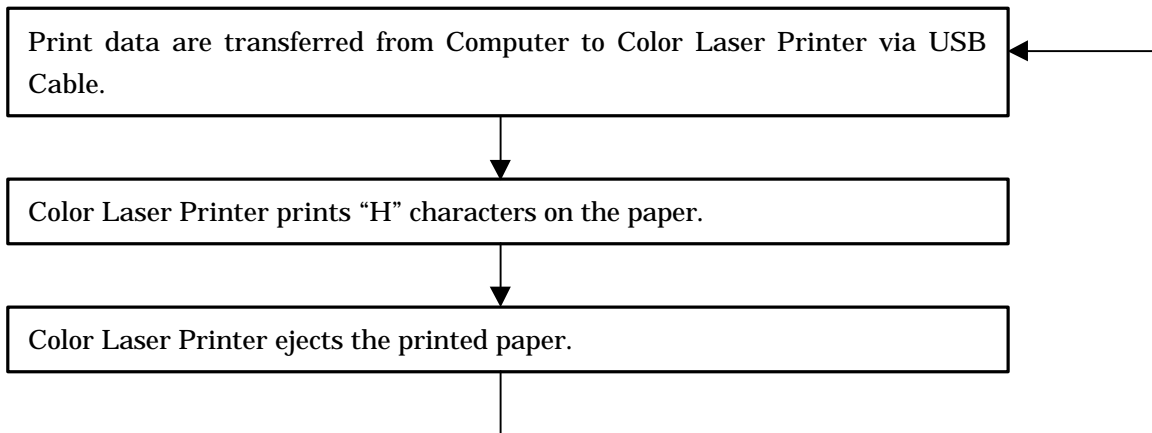 Print data are transferred from Computer to Color Laser Printer via USB
Cable.
Color Laser Printer prints “H” characters on the paper.
Color Laser Printer ejects the printed paper.